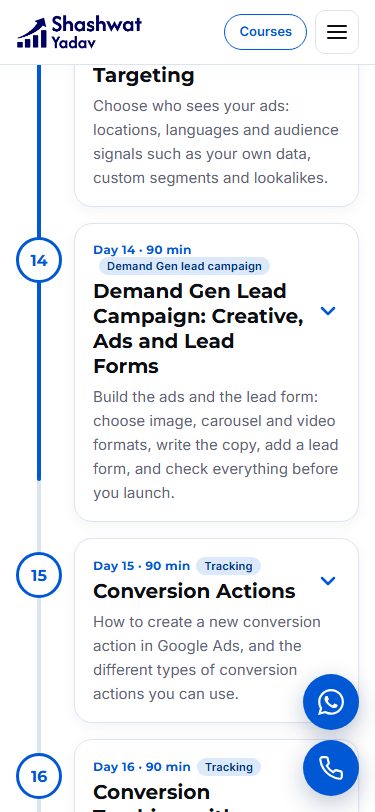 Shashwat
Yadav
Courses
Targeting
Choose who sees your ads:
locations, languages and audience
signals such as your own data,
custom segments and lookalikes.
14
Day 14 · 90 min
Demand Gen lead campaign
Demand Gen Lead
Campaign: Creative,
Ads and Lead
Forms
Build the ads and the lead form:
choose image, carousel and video
formats, write the copy, add a lead
form, and check everything before
you launch.
15
Day 15 · 90 min Tracking
Conversion Actions
How to create a new conversion
action in Google Ads, and the
different types of conversion
actions you can use.
16
Day 16 · 90 min Tracking
Conversion